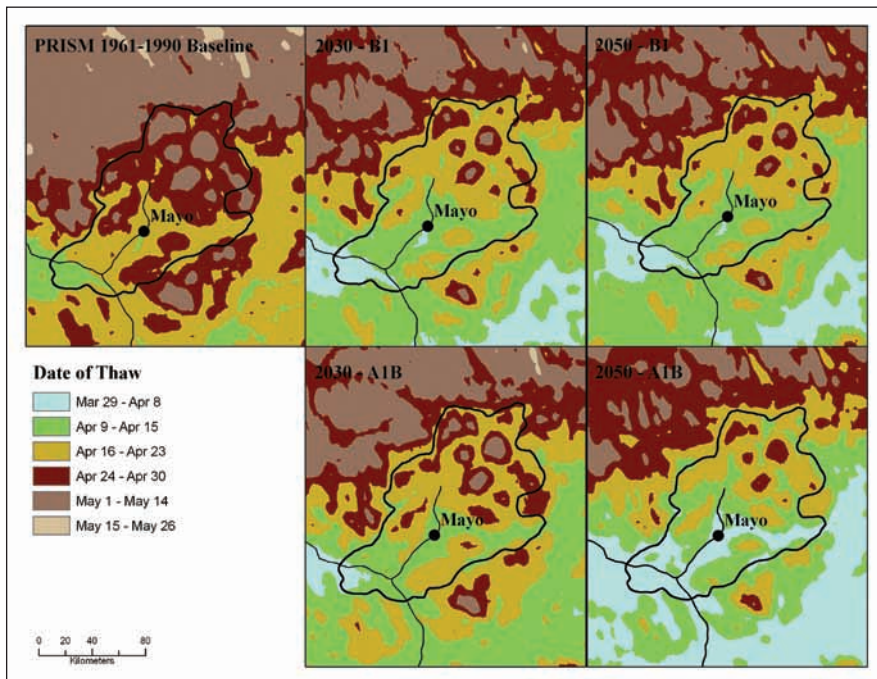 PRISM 1961-1990 Baseline
2030 - B1
2050 - B1
Mayo
Mayo
Mayo
Date of Thaw
Mar 29 - Apr 8
Apr 9 - Apr 15
Apr 16 - Apr 23
Apr 24 - Apr 30
May 1 - May 14
May 15 - May 26
0 20 40 60 80
Kilometers
2030 - A1B
2050 - A1B
Mayo
Mayo